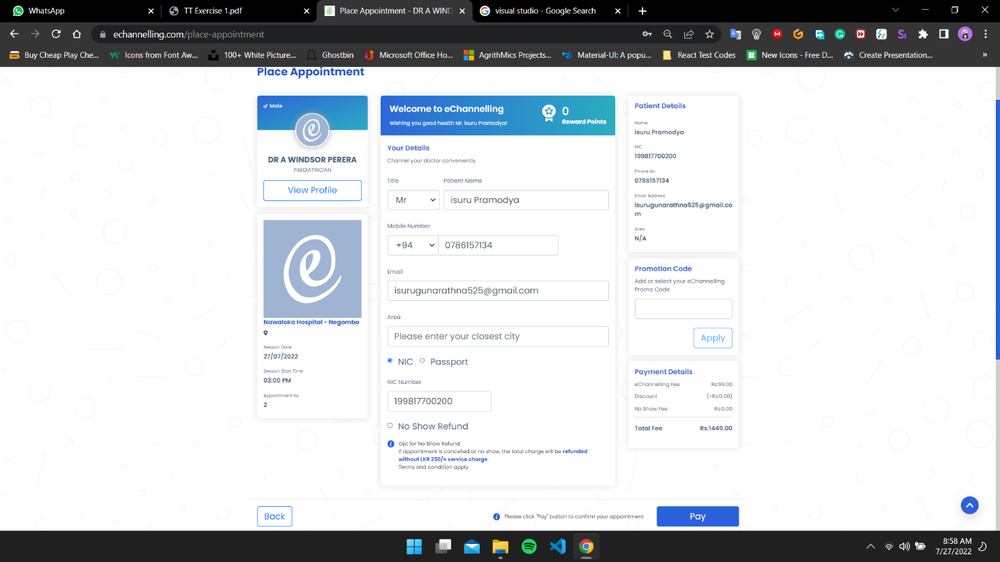 WhatsApp
TT Exercise 1.pdf
Place Appointment - DR A WIND
visual studio - Google Search
echannelling.com/place-appointment
Buy Cheap Play Che...
Icons from Font Aw...
100+ White Picture...
Ghostbin
Microsoft Office Ho...
AgrithMics Projects...
Material-UI: A popu...
React Test Codes
New Icons - Free D...
Create Presentation...
»
Place Appointment
Male
DR A WINDSOR PERERA
PAEDIATRICIAN
View Profile
Nawaloka Hospital - Negombo
Session Date
27/07/2022
Session Start Time
03:00 PM
Appointment No
2
Welcome to eChannelling
Wishing you good health Mr. isuru Pramodya!
0
Reward Points
Your Details
Channel your doctor conveniently.
Title
Patient Name
Mr
isuru Pramodya
Mobile Number
+94
0786157134
Email
isurugunarathna525@gmail.com
Area
Please enter your closest city
NIC Passport
NIC Number
199817700200
No Show Refund
Opt for No Show Refund
If appointment is cancelled or no show, the total charge will be refunded
without LKR 250/= service charge.
Terms and condition apply
Patient Details
Name
isuru Pramodya
NIC
199817700200
Phone No
0786157134
Email Address
isurugunarathna525@gmail.co
m
Area
N/A
Promotion Code
Add or select your eChannelling
Promo Code
Apply
Payment Details
eChannelling Fee Rs:99.00
Discount (-Rs:0.00)
No Show Fee Rs:0.00
Total Fee Rs:1449.00
Back
Please click "Pay" button to confirm your appointment
Pay
8:58 AM
7/27/2022